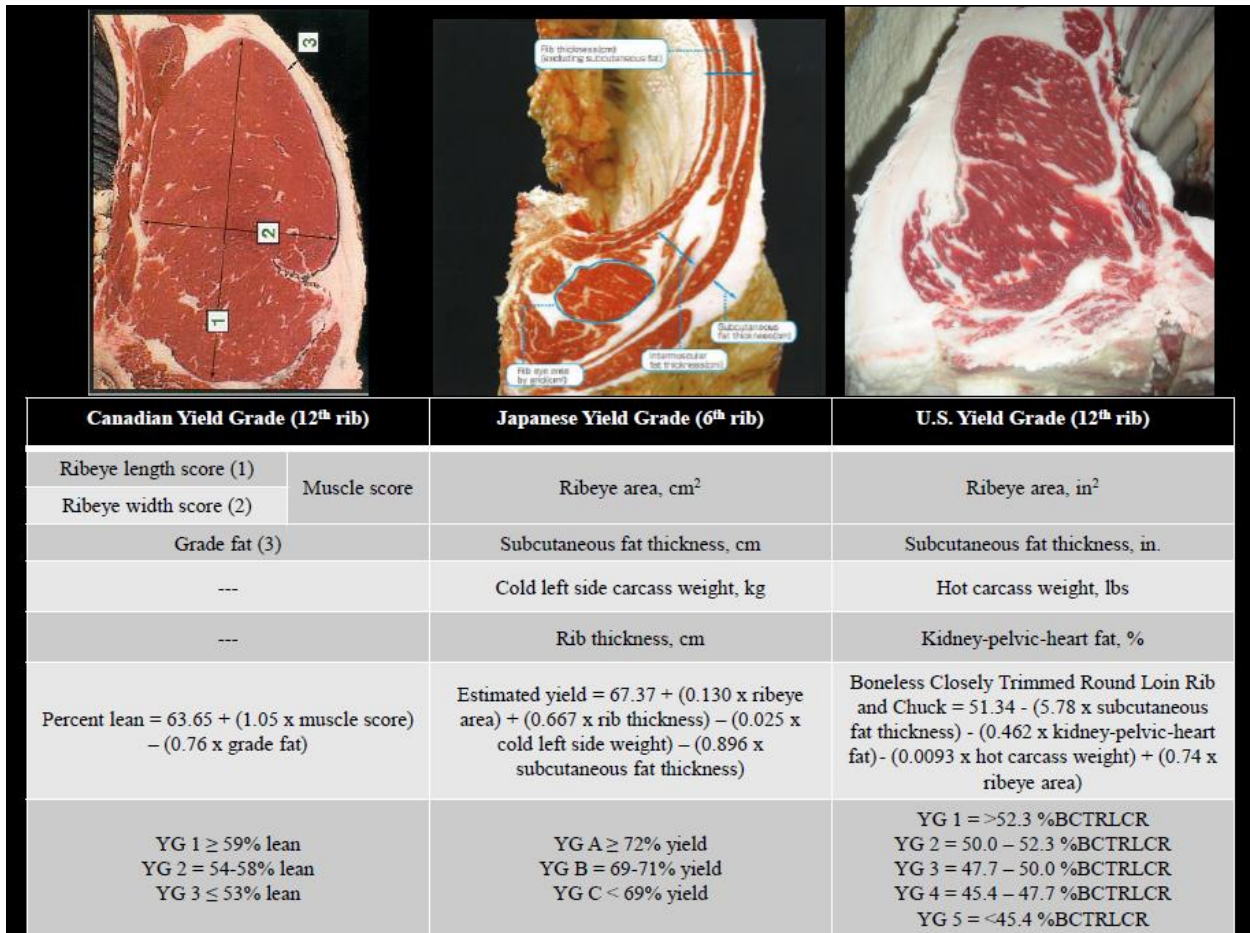 3
2
1
Rib thickness(cm)
(excluding subcutaneous fat)
Subcutaneous
fat thickness(cm)
Intermuscular
fat thickness(cm)
Rib eye area
by grid(cm²)
Canadian Yield Grade (12th rib)
Japanese Yield Grade (6th rib)
U.S. Yield Grade (12th rib)
Ribeye length score (1)
Ribeye width score (2)
Muscle score
Ribeye area, cm²
Ribeye area, in²
Grade fat (3)
Subcutaneous fat thickness, cm
Subcutaneous fat thickness, in.
---
Cold left side carcass weight, kg
Hot carcass weight, lbs
---
Rib thickness, cm
Kidney-pelvic-heart fat, %
Percent lean = 63.65 + (1.05 x muscle score)
– (0.76 x grade fat)
Estimated yield = 67.37 + (0.130 x ribeye
area) + (0.667 x rib thickness) – (0.025 x
cold left side weight) – (0.896 x
subcutaneous fat thickness)
Boneless Closely Trimmed Round Loin Rib
and Chuck = 51.34 - (5.78 x subcutaneous
fat thickness) - (0.462 x kidney-pelvic-heart
fat) - (0.0093 x hot carcass weight) + (0.74 x
ribeye area)
YG 1 ≥ 59% lean
YG 2 = 54-58% lean
YG 3 ≤ 53% lean
YG A ≥ 72% yield
YG B = 69-71% yield
YG C < 69% yield
YG 1 = >52.3 %BCTRLCR
YG 2 = 50.0 – 52.3 %BCTRLCR
YG 3 = 47.7 – 50.0 %BCTRLCR
YG 4 = 45.4 – 47.7 %BCTRLCR
YG 5 = <45.4 %BCTRLCR